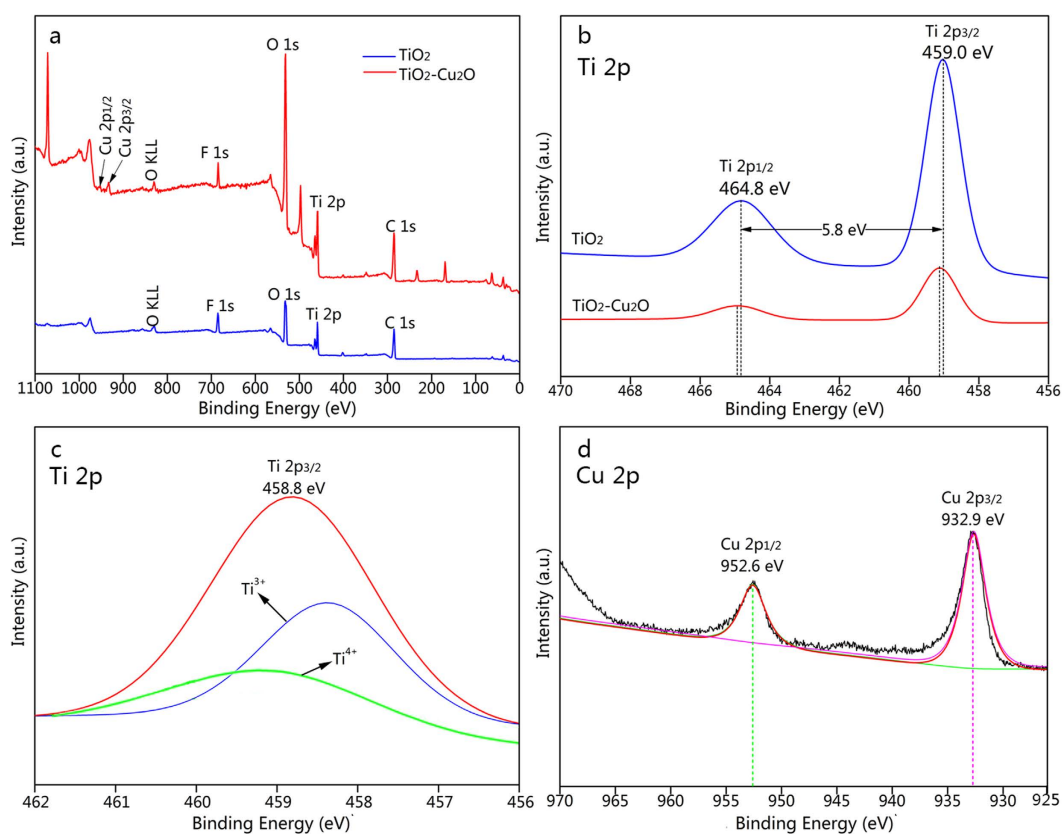 a
TiO₂
TiO₂-Cu₂O
Cu 2p1/2
Cu 2p3/2
O KLL
F 1s
O 1s
Ti 2p
C 1s
O KLL
F 1s
O 1s
Ti 2p
C 1s
Intensity (a.u.)
1100 1000 900 800 700 600 500 400 300 200 100 0
Binding Energy (eV)
b
Ti 2p
Ti 2p3/2
459.0 eV
Ti 2p1/2
464.8 eV
5.8 eV
TiO₂
TiO₂-Cu₂O
Intensity (a.u.)
470 468 466 464 462 460 458 456
Binding Energy (eV)
c
Ti 2p
Ti 2p3/2
458.8 eV
Ti³⁺
Ti⁴⁺
Intensity (a.u.)
462 461 460 459 458 457 456
Binding Energy (eV)
d
Cu 2p
Cu 2p3/2
932.9 eV
Cu 2p1/2
952.6 eV
Intensity (a.u.)
970 965 960 955 950 945 940 935 930 925
Binding Energy (eV)